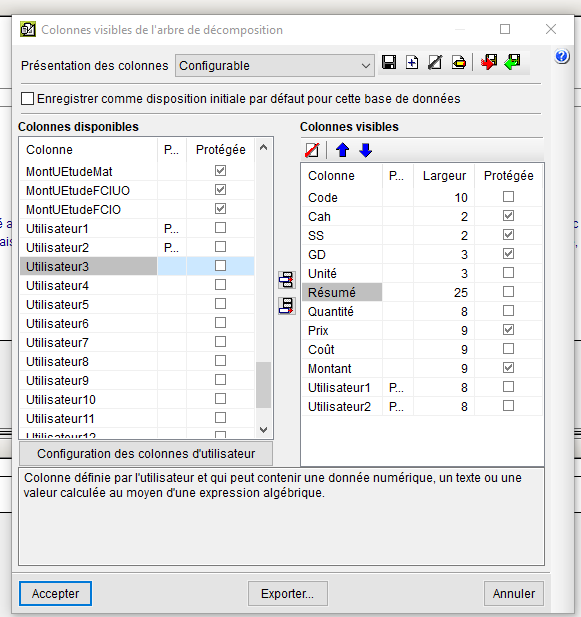 Colonnes visibles de l'arbre de décomposition
Présentation des colonnes Configurable
Enregistrer comme disposition initiale par défaut pour cette base de données
Colonnes disponibles
Colonne P... Protégée
MontUEtudeMat
MontUEtudeFCIUO
MontUEtudeFCIO
Utilisateur1 P...
Utilisateur2 P...
Utilisateur3
Utilisateur4
Utilisateur5
Utilisateur6
Utilisateur7
Utilisateur8
Utilisateur9
Utilisateur10
Utilisateur11
Utilisateur12
Configuration des colonnes d'utilisateur
Colonnes visibles
Colonne P... Largeur Protégée
Code 10
Cah 2
SS 2
GD 3
Unité 3
Résumé 25
Quantité 8
Prix 9
Coût 9
Montant 9
Utilisateur1 P... 8
Utilisateur2 P... 8
Colonne définie par l'utilisateur et qui peut contenir une donnée numérique, un texte ou une
valeur calculée au moyen d'une expression algébrique.
Accepter Exporter... Annuler